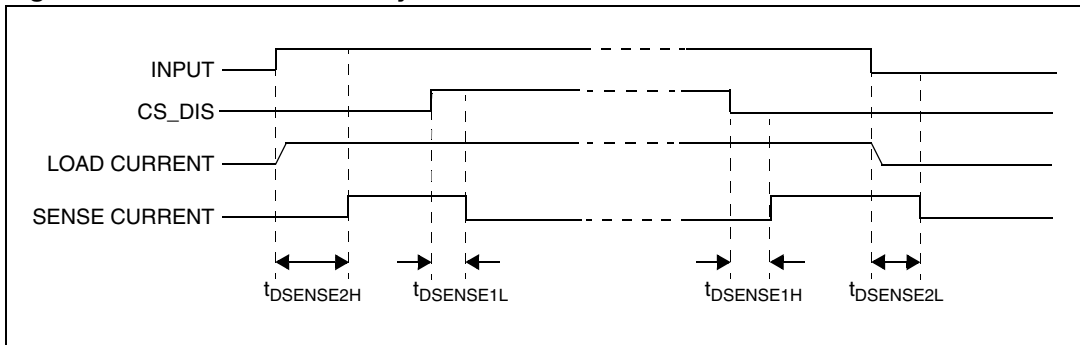 INPUT
CS_DIS
LOAD CURRENT
SENSE CURRENT
tDSENSE2H
tDSENSE1L
tDSENSE1H
tDSENSE2L